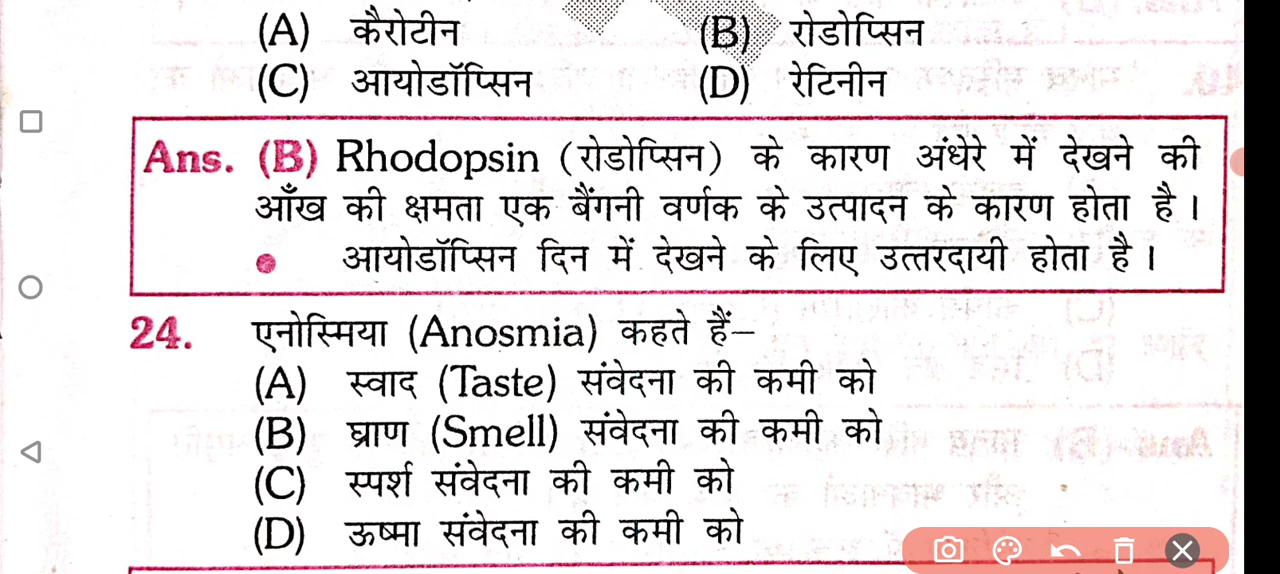 (A) कैरोटीन (B) रोडोप्सिन
(C) आयोडॉप्सिन (D) रेटिनीन
Ans. (B) Rhodopsin (रोडोप्सिन) के कारण अंधेरे में देखने की
आँख की क्षमता एक बैंगनी वर्णक के उत्पादन के कारण होता है।
● आयोडॉप्सिन दिन में देखने के लिए उत्तरदायी होता है।
24. एनोस्मिया (Anosmia) कहते हैं–
(A) स्वाद (Taste) संवेदना की कमी को
(B) घ्राण (Smell) संवेदना की कमी को
(C) स्पर्श संवेदना की कमी को
(D) ऊष्मा संवेदना की कमी को